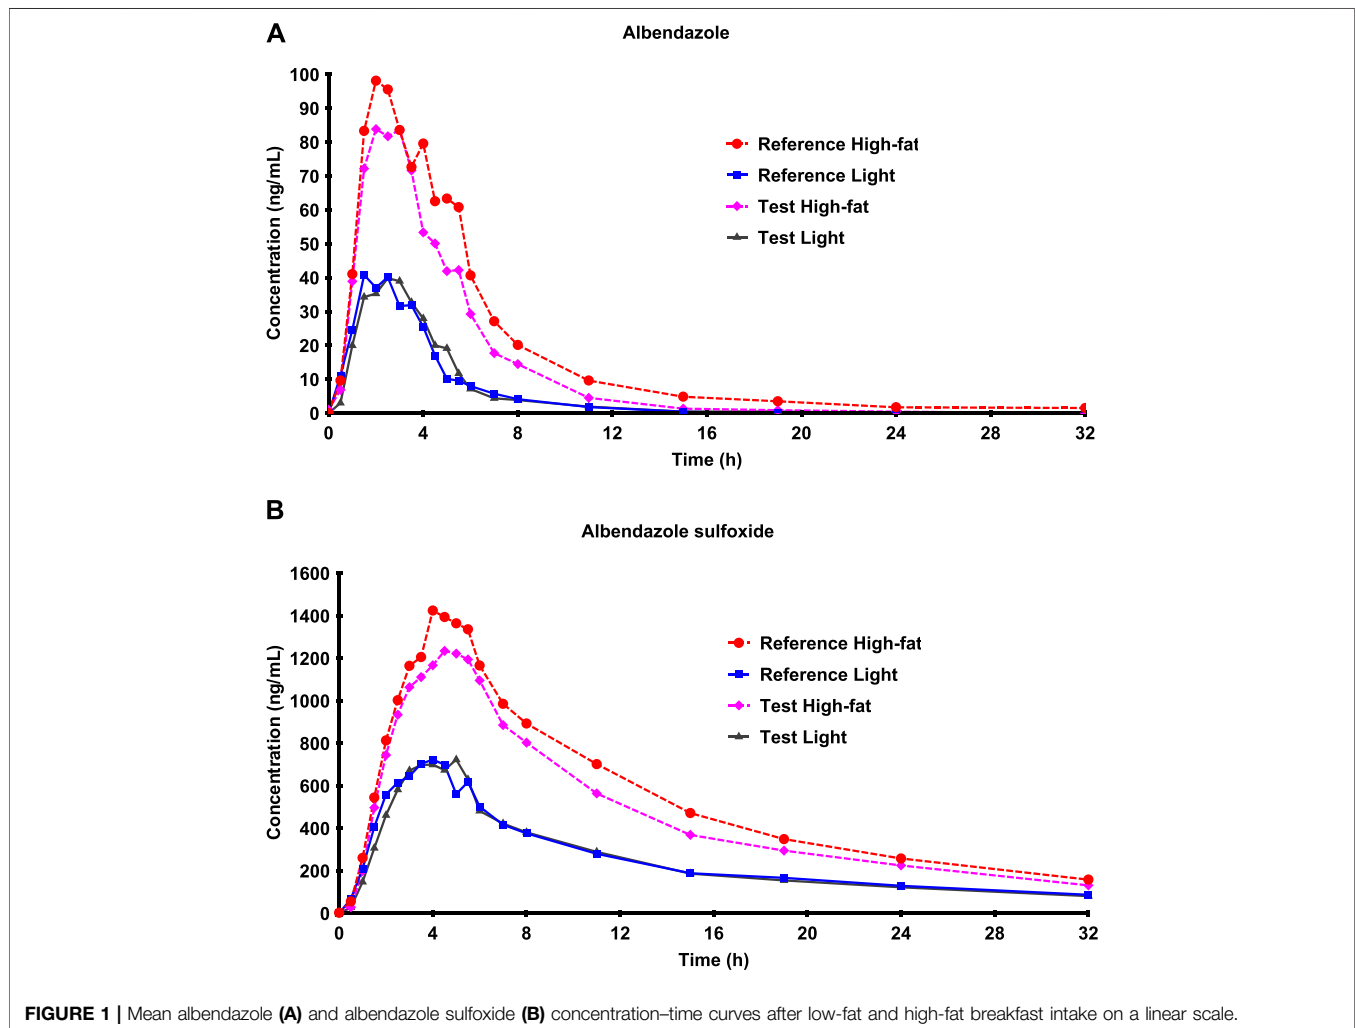 A
Albendazole
Concentration (ng/mL)
100
90
80
70
60
50
40
30
20
10
0
0 4 8 12 16 20 24 28 32
Time (h)
Reference High-fat
Reference Light
Test High-fat
Test Light
B
Albendazole sulfoxide
Concentration (ng/mL)
1600
1400
1200
1000
800
600
400
200
0
0 4 8 12 16 20 24 28 32
Time (h)
Reference High-fat
Reference Light
Test High-fat
Test Light
FIGURE 1 | Mean albendazole (A) and albendazole sulfoxide (B) concentration–time curves after low-fat and high-fat breakfast intake on a linear scale.